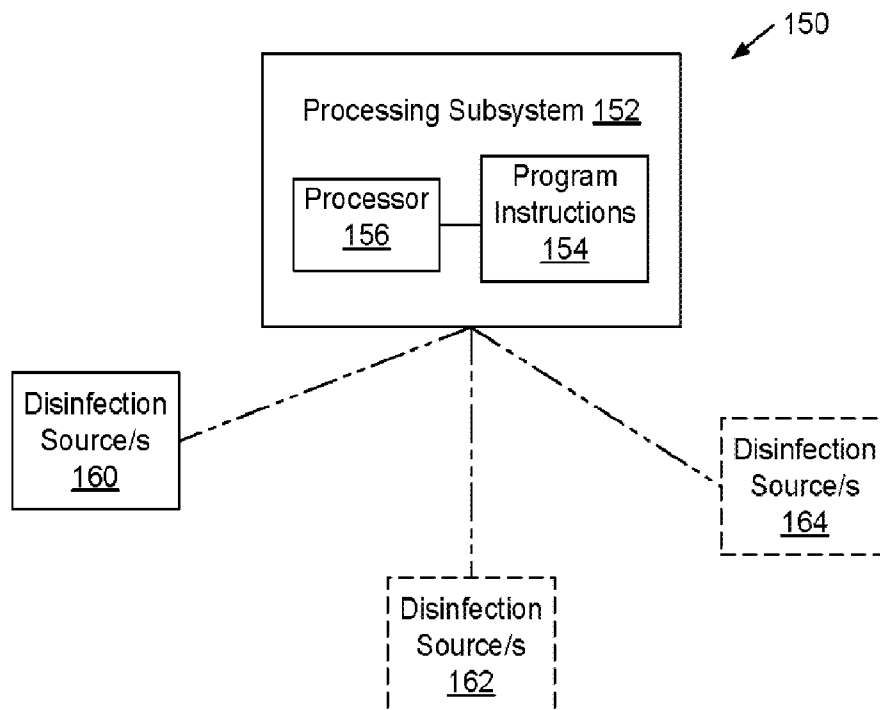 150
Processing Subsystem 152
Processor
156
Program
Instructions
154
Disinfection
Source/s
160
Disinfection
Source/s
164
Disinfection
Source/s
162